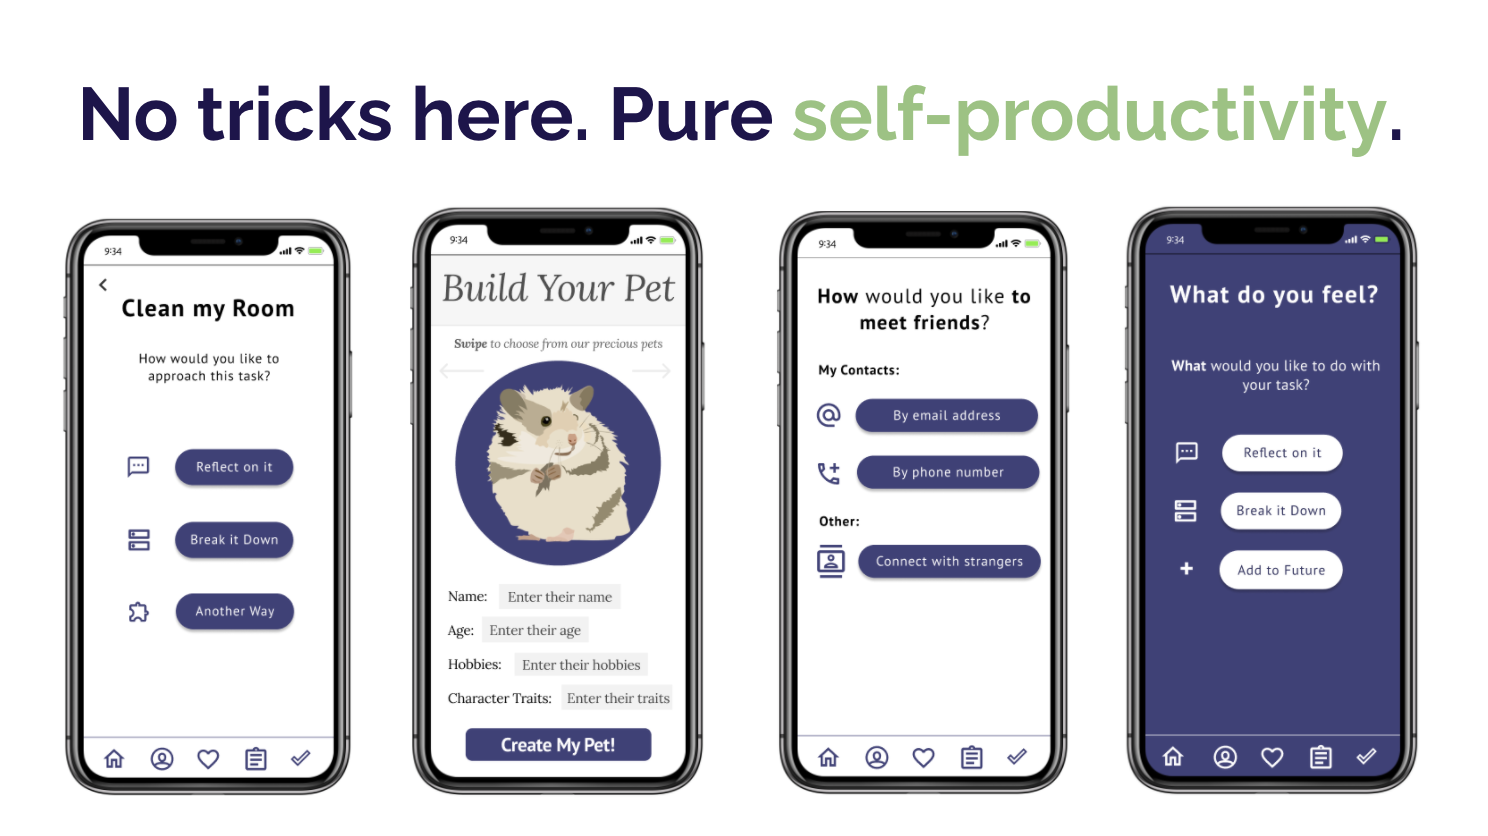 No tricks here. Pure self-productivity.
9:34
Clean my Room
How would you like to
approach this task?
Reflect on it
Break it Down
Another Way
9:34
Build Your Pet
Swipe to choose from our precious pets
Name: Enter their name
Age: Enter their age
Hobbies: Enter their hobbies
Character Traits: Enter their traits
Create My Pet!
9:34
How would you like to
meet friends?
My Contacts:
By email address
By phone number
Other:
Connect with strangers
9:34
What do you feel?
What would you like to do with
your task?
Reflect on it
Break it Down
Add to Future